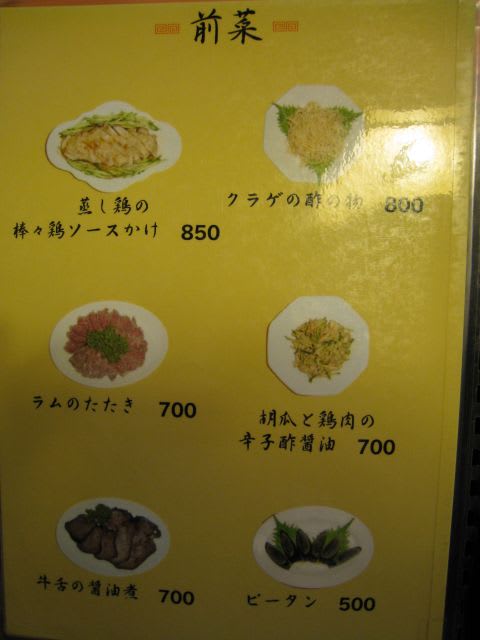 前菜
蒸し鶏の
棒々鶏ソースかけ 850
クラゲの酢の物 800
ラムのたたき 700
胡瓜と鶏肉の
辛子酢醤油 700
牛舌の醤油煮 700
ピータン 500